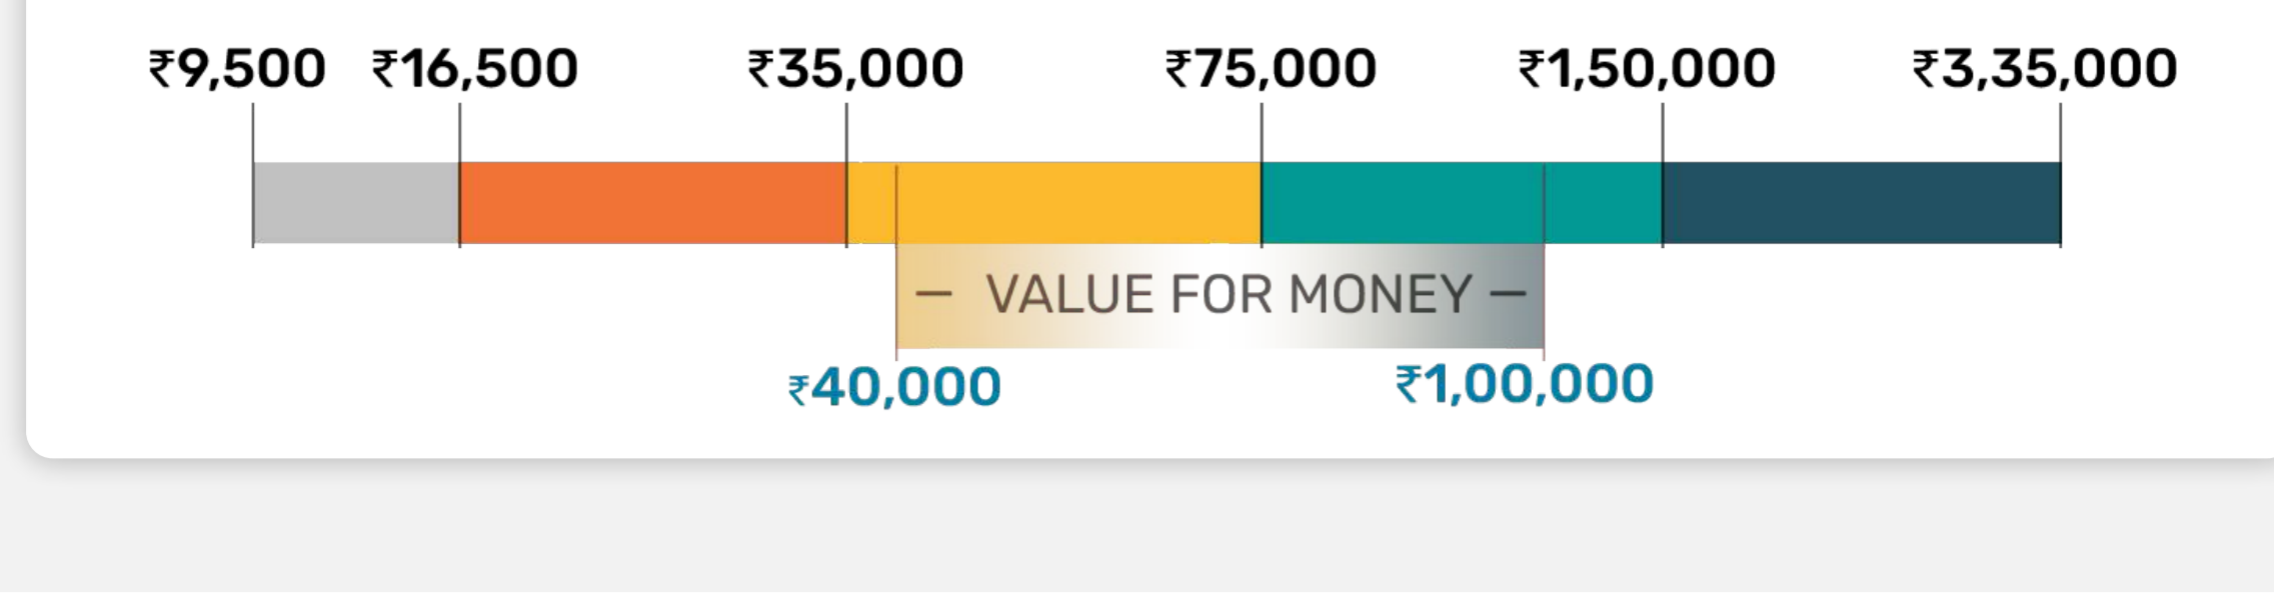 ₹9,500 ₹16,500 ₹35,000 ₹75,000 ₹1,50,000 ₹3,35,000
— VALUE FOR MONEY —
₹40,000 ₹1,00,000